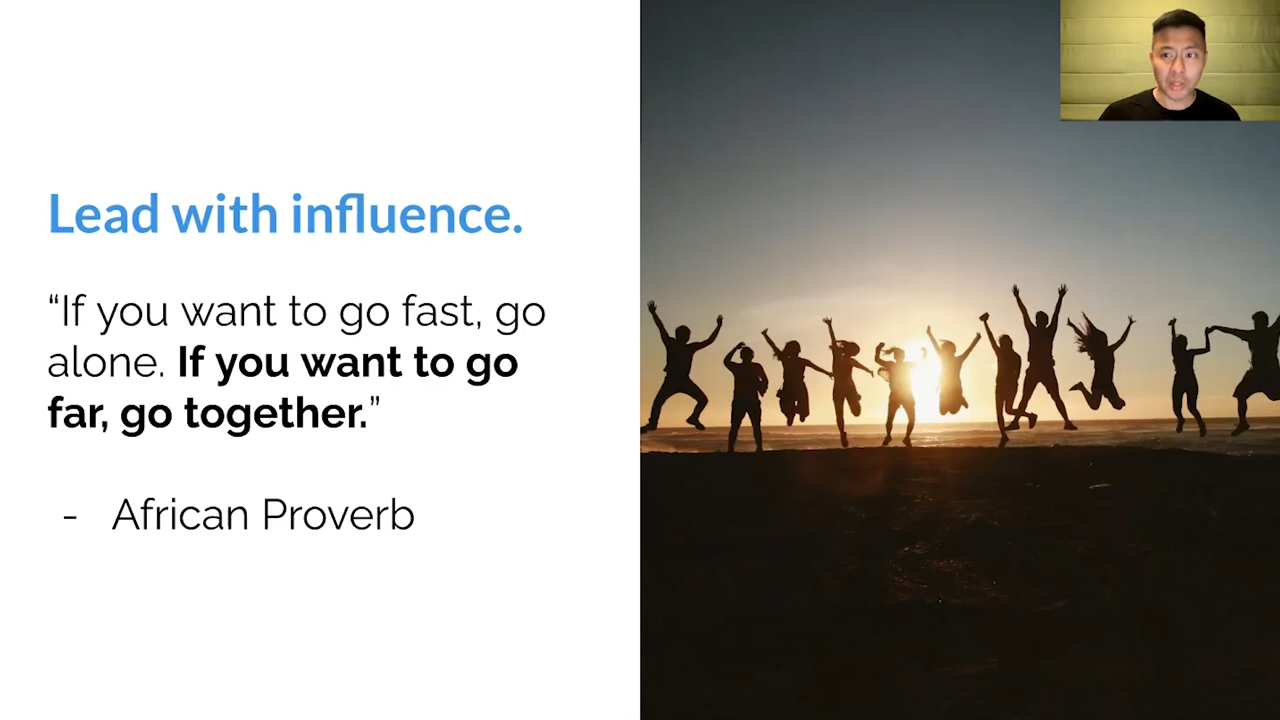 Lead with influence.
“If you want to go fast, go
alone. If you want to go
far, go together.”
- African Proverb